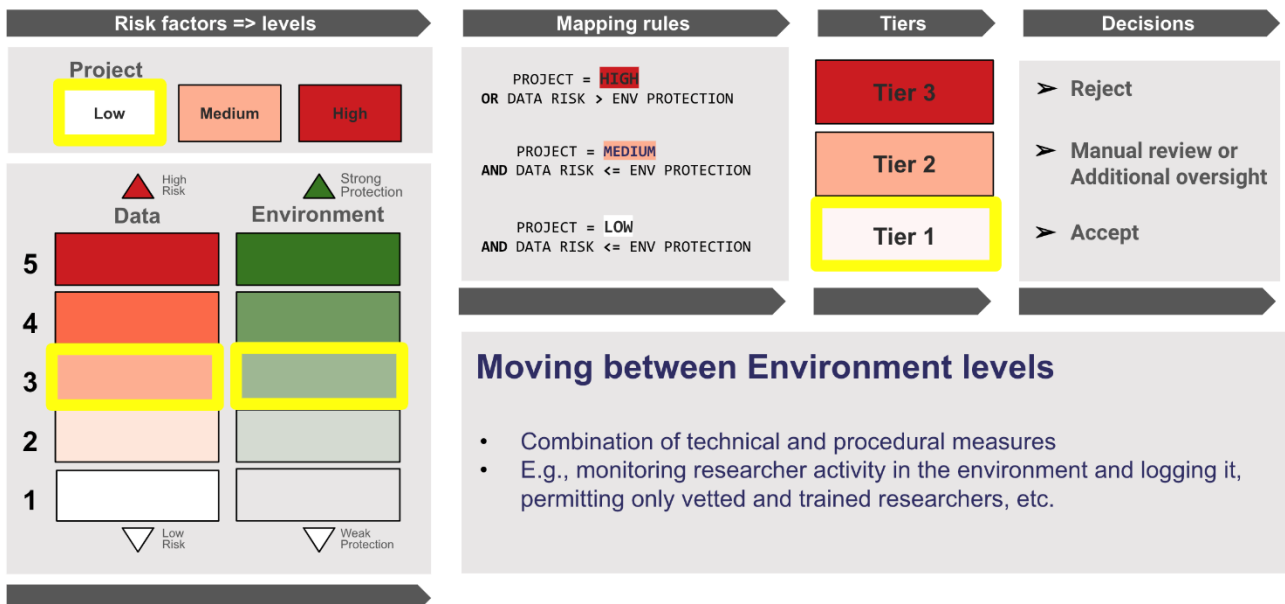 Risk factors => levels
Project
Low
Medium
High
High
Risk
Strong
Protection
Data
Environment
5
4
3
2
1
Low
Risk
Weak
Protection
Mapping rules
PROJECT = HIGH
OR DATA RISK > ENV PROTECTION
PROJECT = MEDIUM
AND DATA RISK <= ENV PROTECTION
PROJECT = LOW
AND DATA RISK <= ENV PROTECTION
Tiers
Tier 3
Tier 2
Tier 1
Decisions
➢ Reject
➢ Manual review or
Additional oversight
➢ Accept
Moving between Environment levels
• Combination of technical and procedural measures
• E.g., monitoring researcher activity in the environment and logging it,
permitting only vetted and trained researchers, etc.